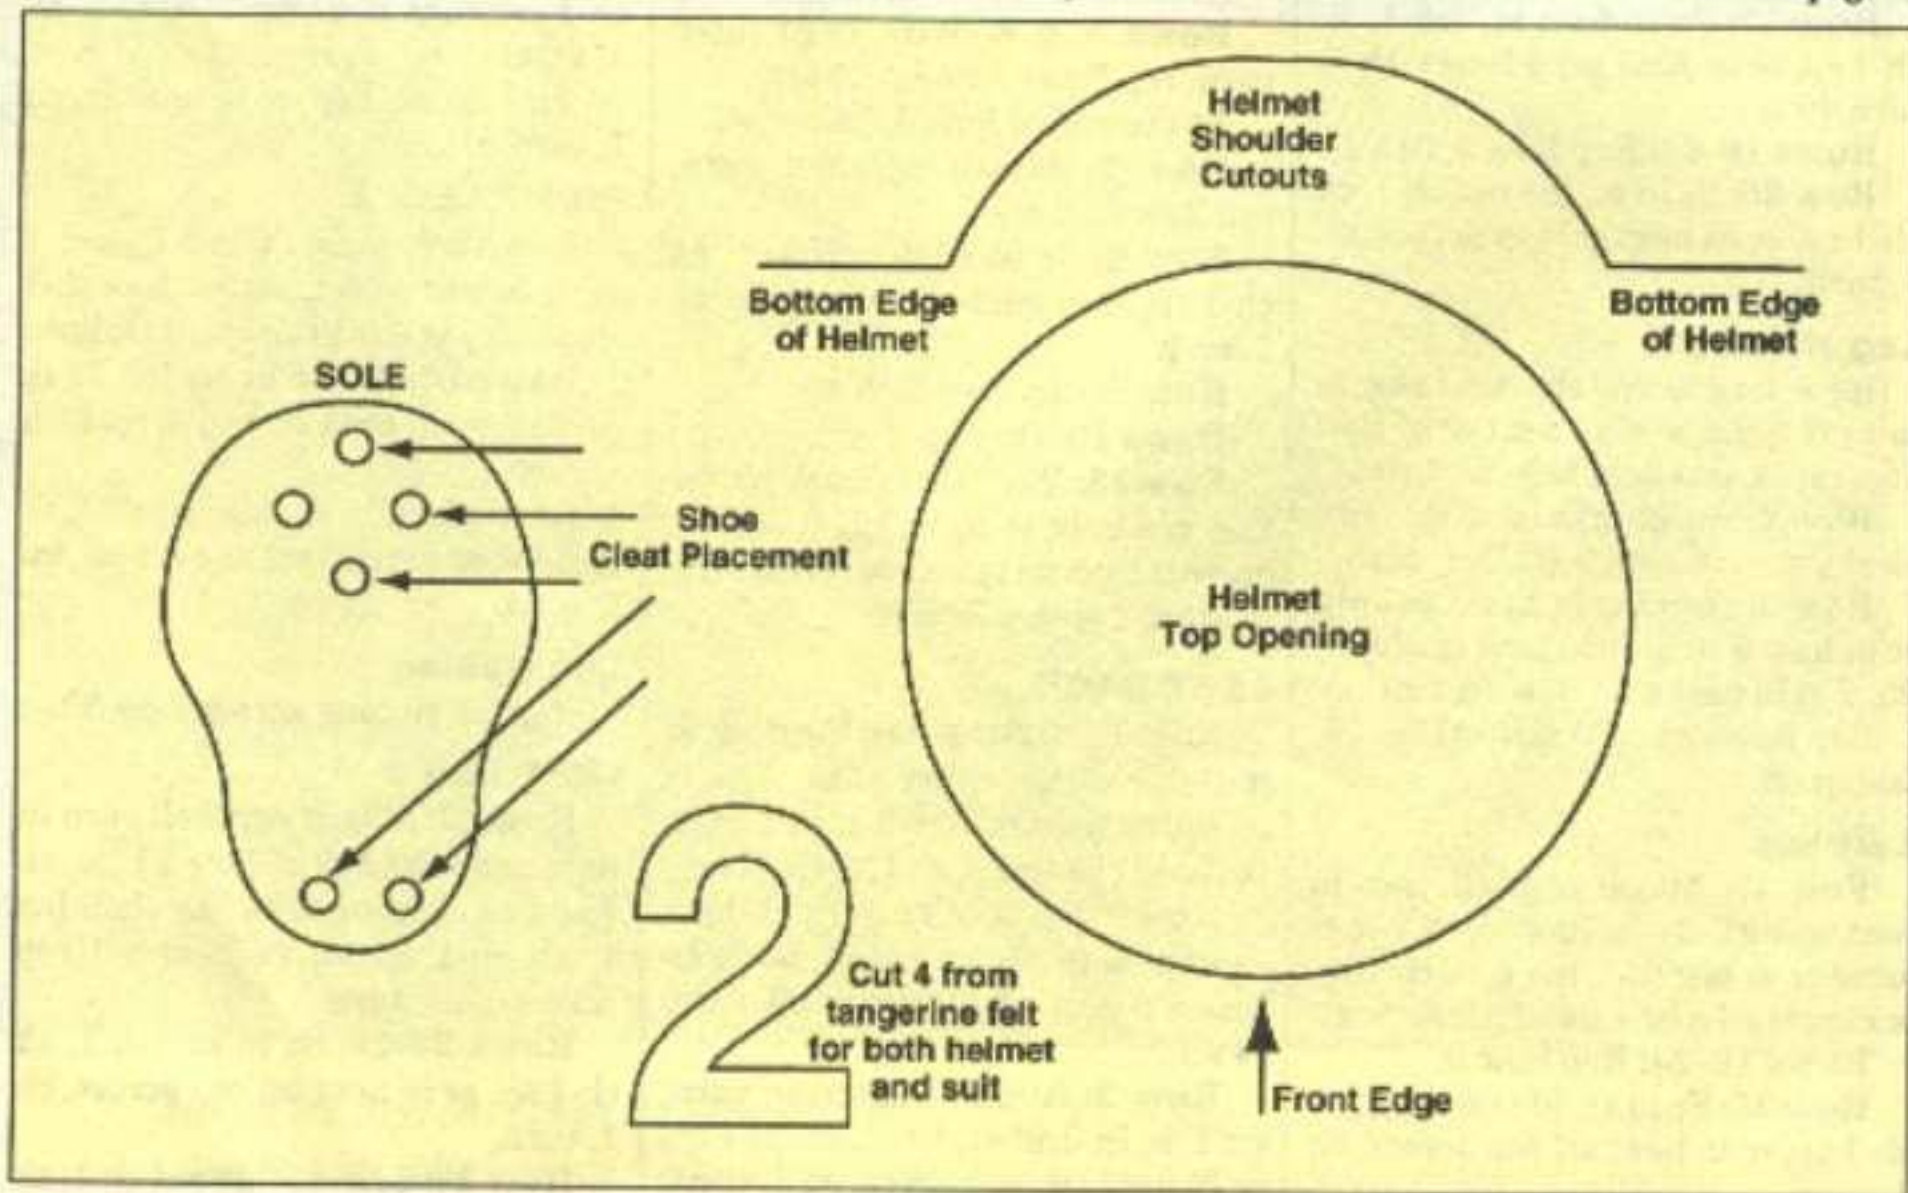 Helmet
Shoulder
Cutouts
Bottom Edge
of Helmet
Bottom Edge
of Helmet
SOLE
Shoe
Cleat Placement
Helmet
Top Opening
2
Cut 4 from
tangerine felt
for both helmet
and suit
Front Edge